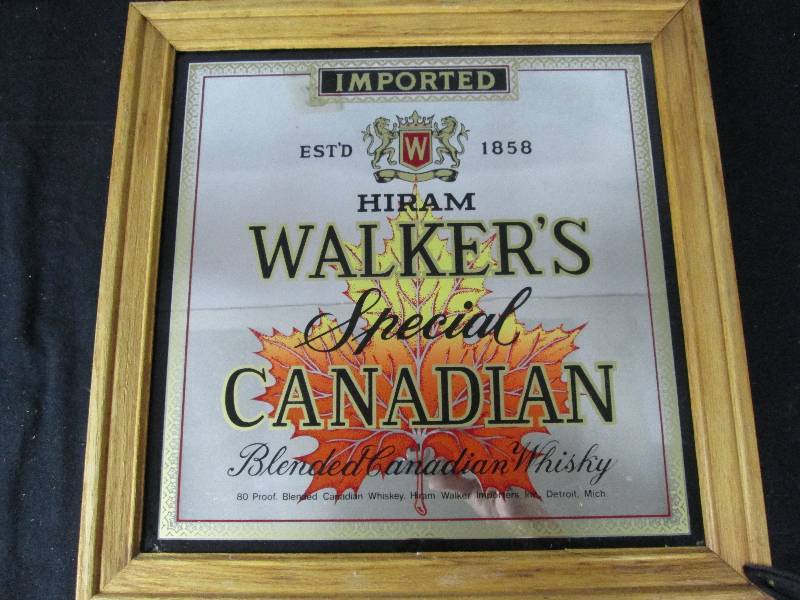 IMPORTED
EST'D W 1858
HIRAM
WALKER'S
Special
CANADIAN
Blended Canadian Whisky
80 Proof. Blended Canadian Whiskey. Hiram Walker Importers Inc., Detroit, Mich.